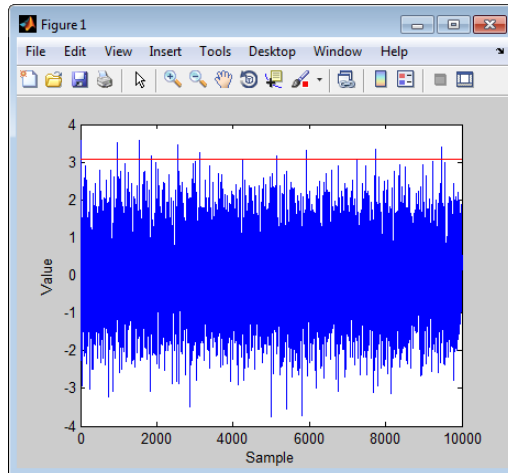 Figure 1
File Edit View Insert Tools Desktop Window Help
4
3
2
1
0
-1
-2
-3
-4
Value
0 2000 4000 6000 8000 10000
Sample